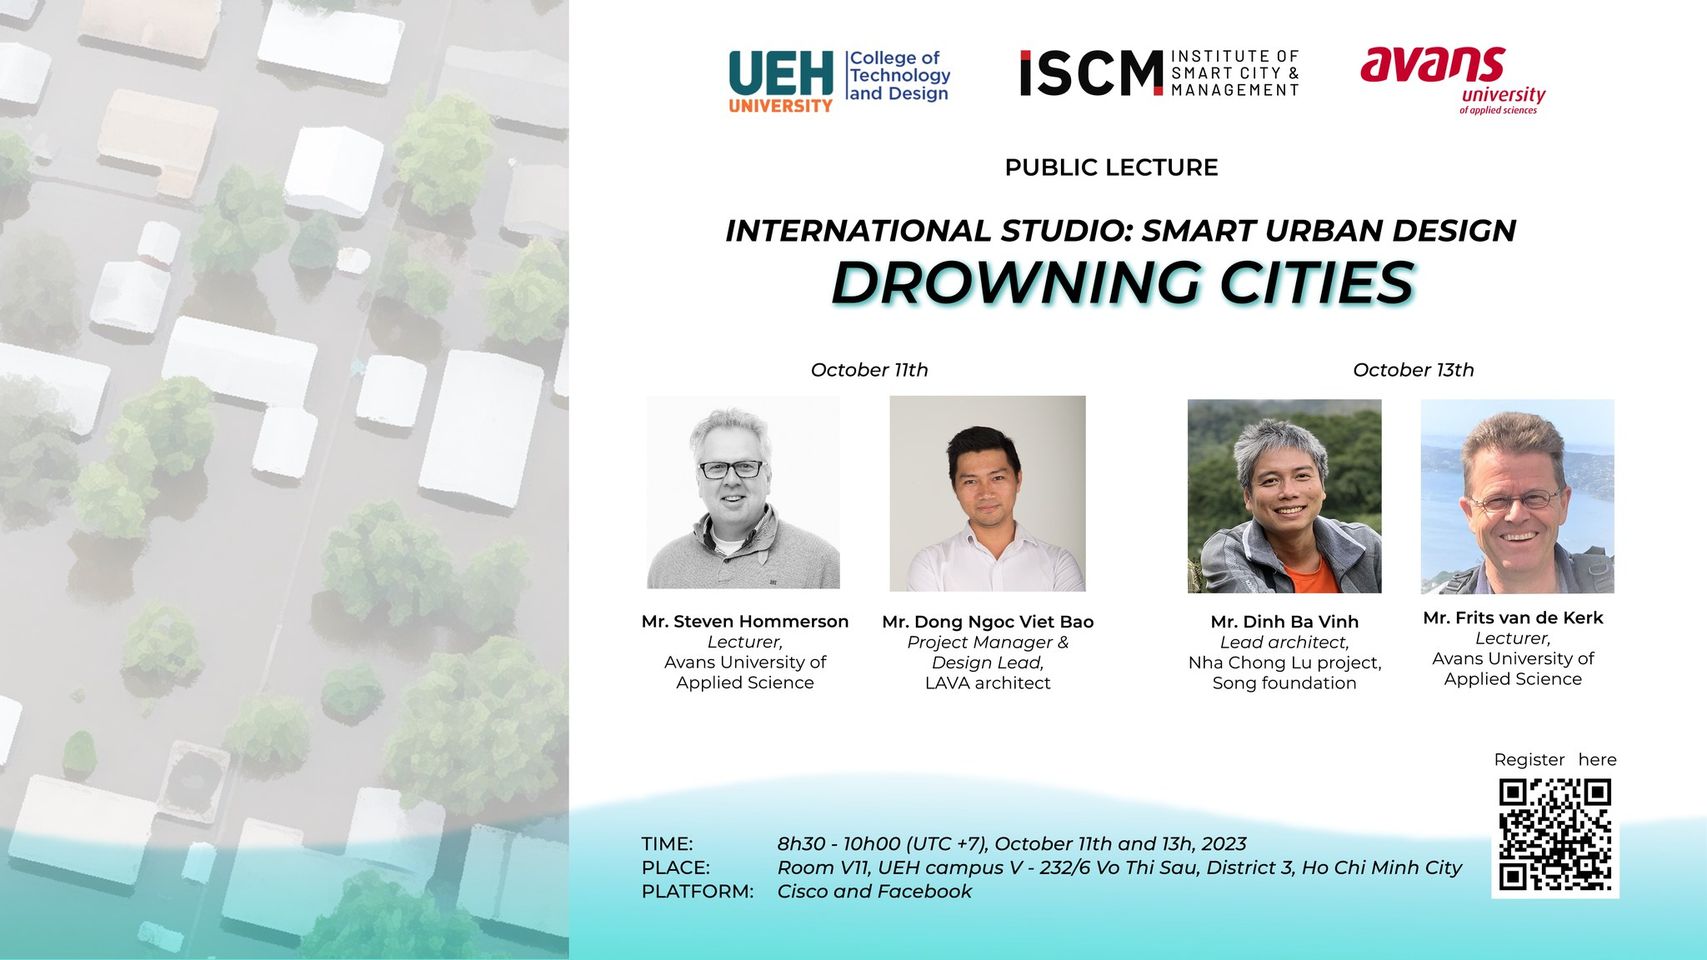 UEH
UNIVERSITY
College of
Technology
and Design
ISCM
INSTITUTE OF
SMART CITY &
MANAGEMENT
avans
university
of applied sciences
PUBLIC LECTURE
INTERNATIONAL STUDIO: SMART URBAN DESIGN
DROWNING CITIES
October 11th
Mr. Steven Hommerson
Lecturer,
Avans University of
Applied Science
Mr. Dong Ngoc Viet Bao
Project Manager &
Design Lead,
LAVA architect
October 13th
Mr. Dinh Ba Vinh
Lead architect,
Nha Chong Lu project,
Song foundation
Mr. Frits van de Kerk
Lecturer,
Avans University of
Applied Science
Register here
TIME: 8h30 - 10h00 (UTC +7), October 11th and 13h, 2023
PLACE: Room V11, UEH campus V - 232/6 Vo Thi Sau, District 3, Ho Chi Minh City
PLATFORM: Cisco and Facebook